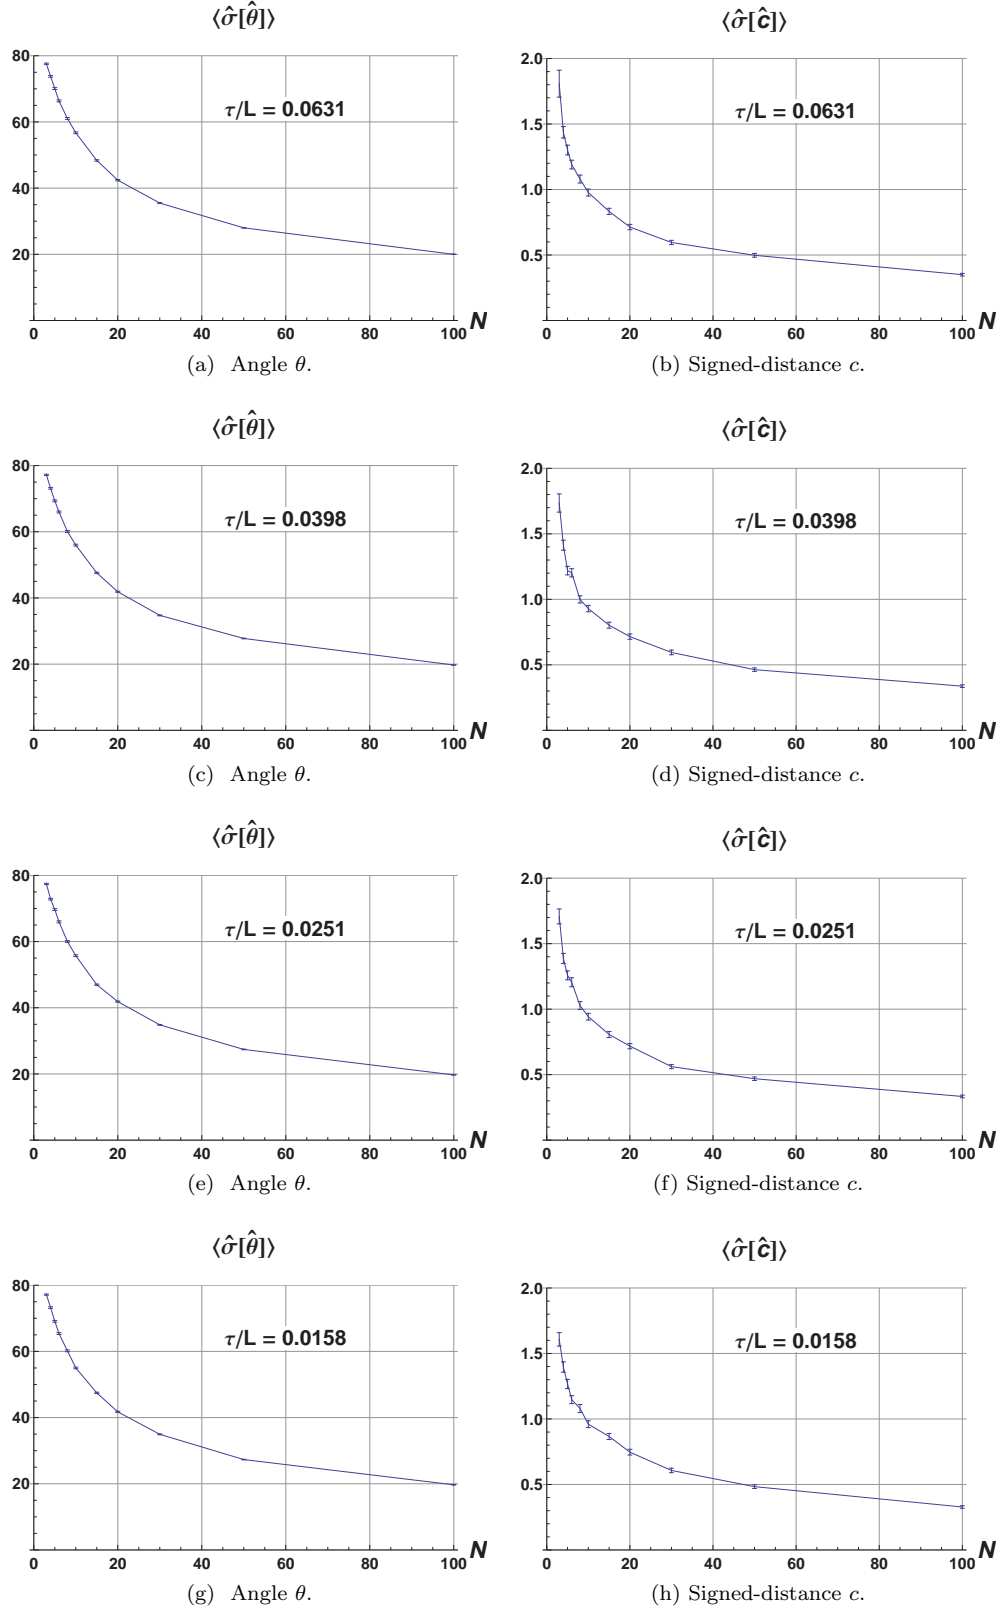 ⟨σ̂[θ̂]⟩ ⟨σ̂[ĉ]⟩
80 2.0
τ/L = 0.0631 τ/L = 0.0631
60 1.5
40 1.0
20 0.5
0 20 40 60 80 100 N 0 20 40 60 80 100 N
(a) Angle θ. (b) Signed-distance c.
⟨σ̂[θ̂]⟩ ⟨σ̂[ĉ]⟩
80 2.0
τ/L = 0.0398 τ/L = 0.0398
60 1.5
40 1.0
20 0.5
0 20 40 60 80 100 N 0 20 40 60 80 100 N
(c) Angle θ. (d) Signed-distance c.
⟨σ̂[θ̂]⟩ ⟨σ̂[ĉ]⟩
80 2.0
τ/L = 0.0251 τ/L = 0.0251
60 1.5
40 1.0
20 0.5
0 20 40 60 80 100 N 0 20 40 60 80 100 N
(e) Angle θ. (f) Signed-distance c.
⟨σ̂[θ̂]⟩ ⟨σ̂[ĉ]⟩
80 2.0
τ/L = 0.0158 τ/L = 0.0158
60 1.5
40 1.0
20 0.5
0 20 40 60 80 100 N 0 20 40 60 80 100 N
(g) Angle θ. (h) Signed-distance c.